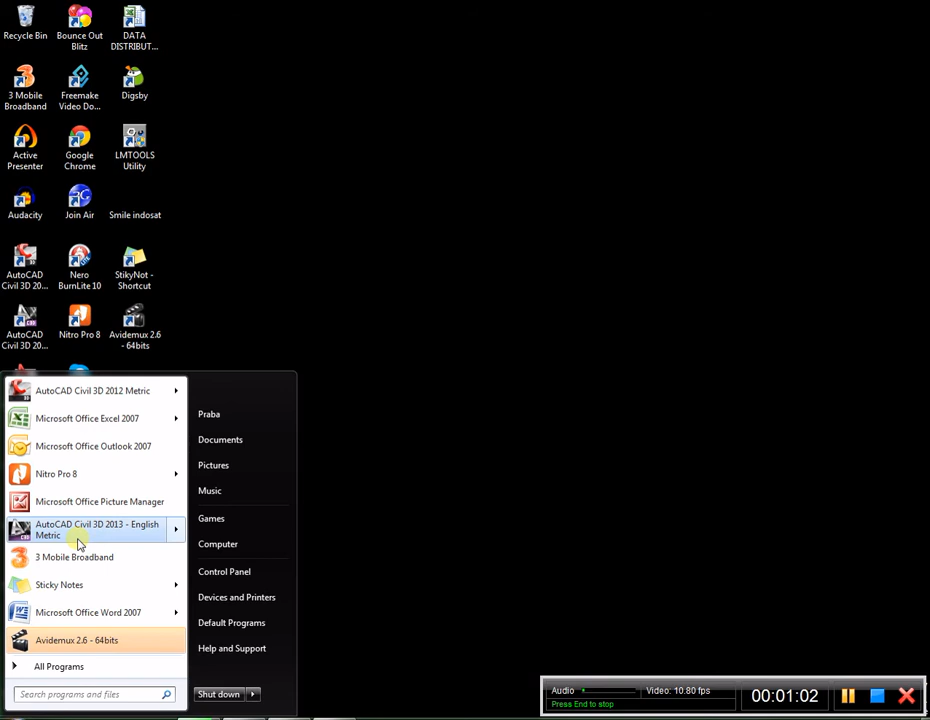 Recycle Bin
Bounce Out
Blitz
DATA
DISTRIBUT...
3 Mobile
Broadband
Freemake
Video Do...
Digsby
Active
Presenter
Google
Chrome
LMTOOLS
Utility
Audacity
Join Air
Smile indosat
AutoCAD
Civil 3D 20...
Nero
BurnLite 10
StikyNot -
Shortcut
AutoCAD
Civil 3D 20...
Nitro Pro 8
Avidemux 2.6
- 64bits
AutoCAD Civil 3D 2012 Metric
Microsoft Office Excel 2007
Microsoft Office Outlook 2007
Nitro Pro 8
Microsoft Office Picture Manager
AutoCAD Civil 3D 2013 - English
Metric
3 Mobile Broadband
Sticky Notes
Microsoft Office Word 2007
Avidemux 2.6 - 64bits
All Programs
Search programs and files
Praba
Documents
Pictures
Music
Games
Computer
Control Panel
Devices and Printers
Default Programs
Help and Support
Shut down
Audio
Video: 10.80 fps
Press End to stop
00:01:02